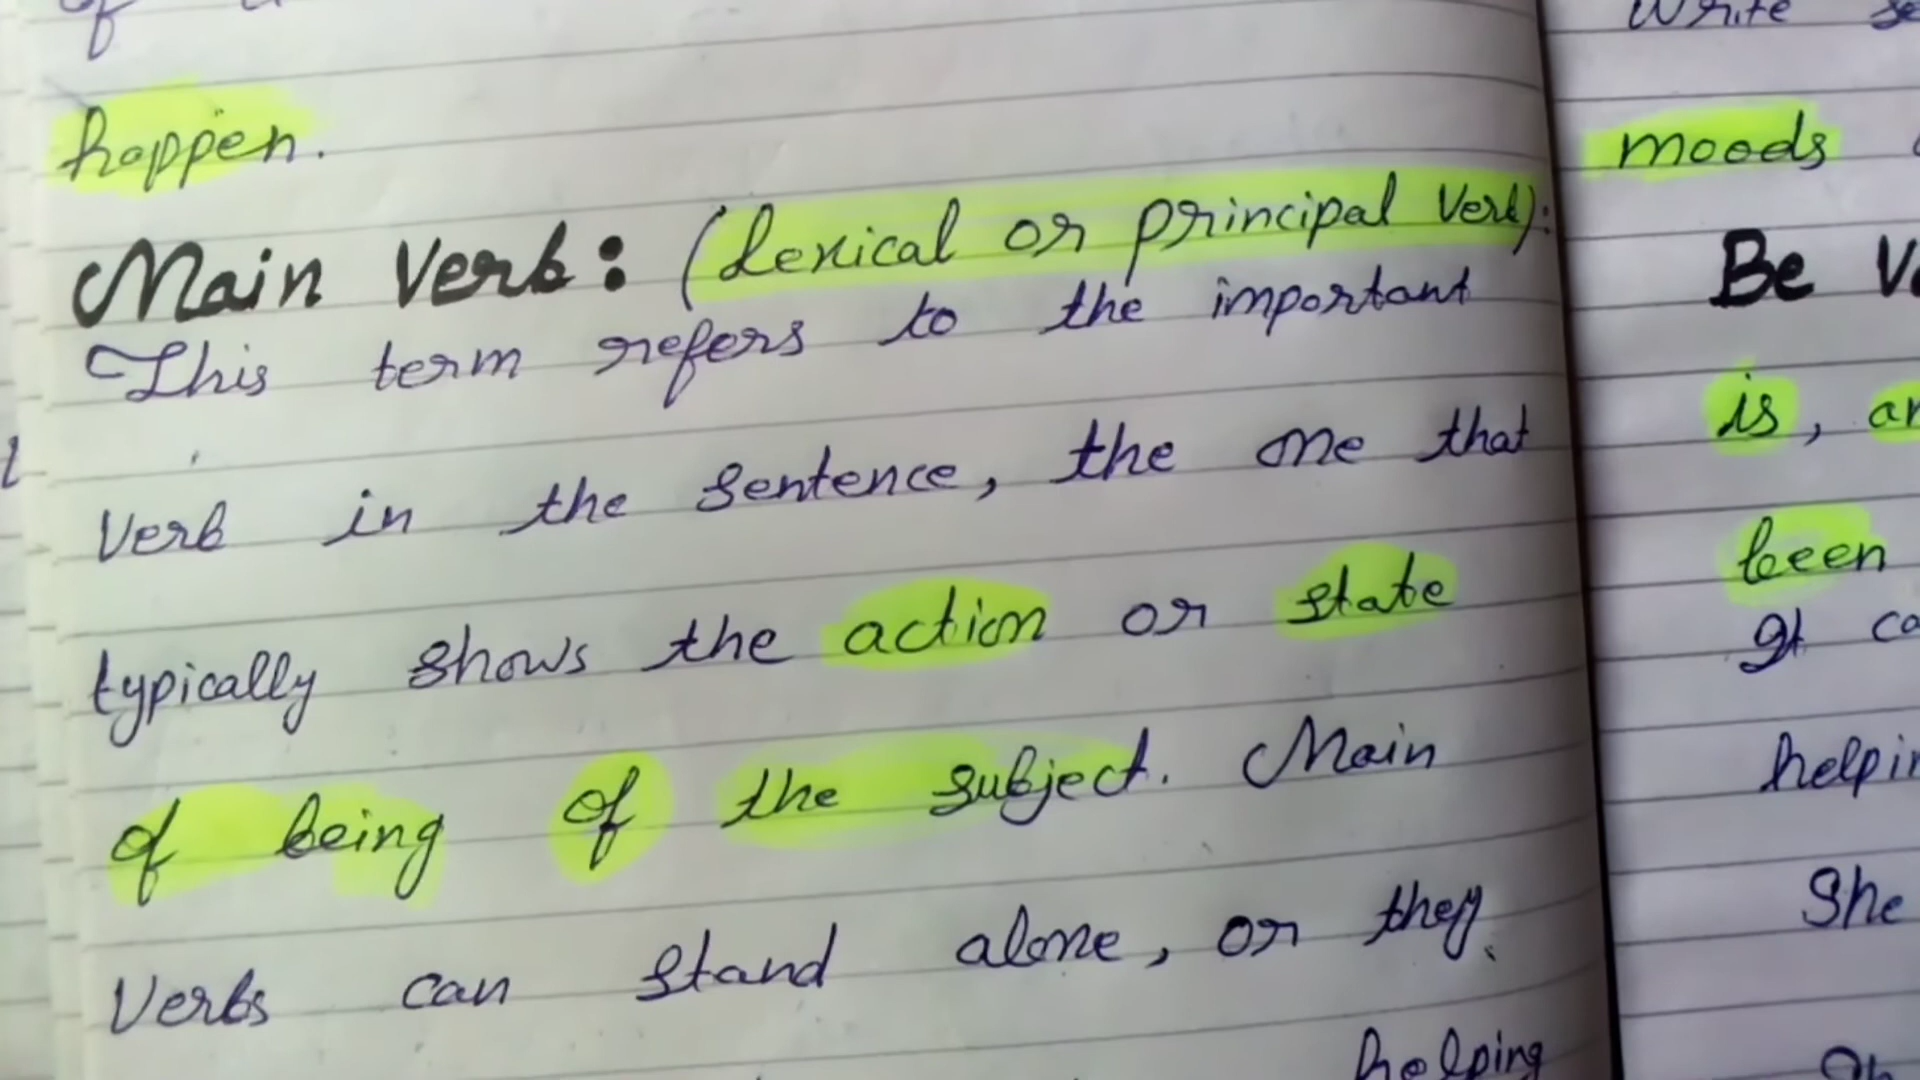 of
happen.
Main Verb: (Lexical or principal Verb):
This term refers to the important
Verb in the sentence, the one that
typically shows the action or state
of being of the subject. Main
Verbs can stand alone, or they
helping
Write
moods
Be
is,
been
It
She